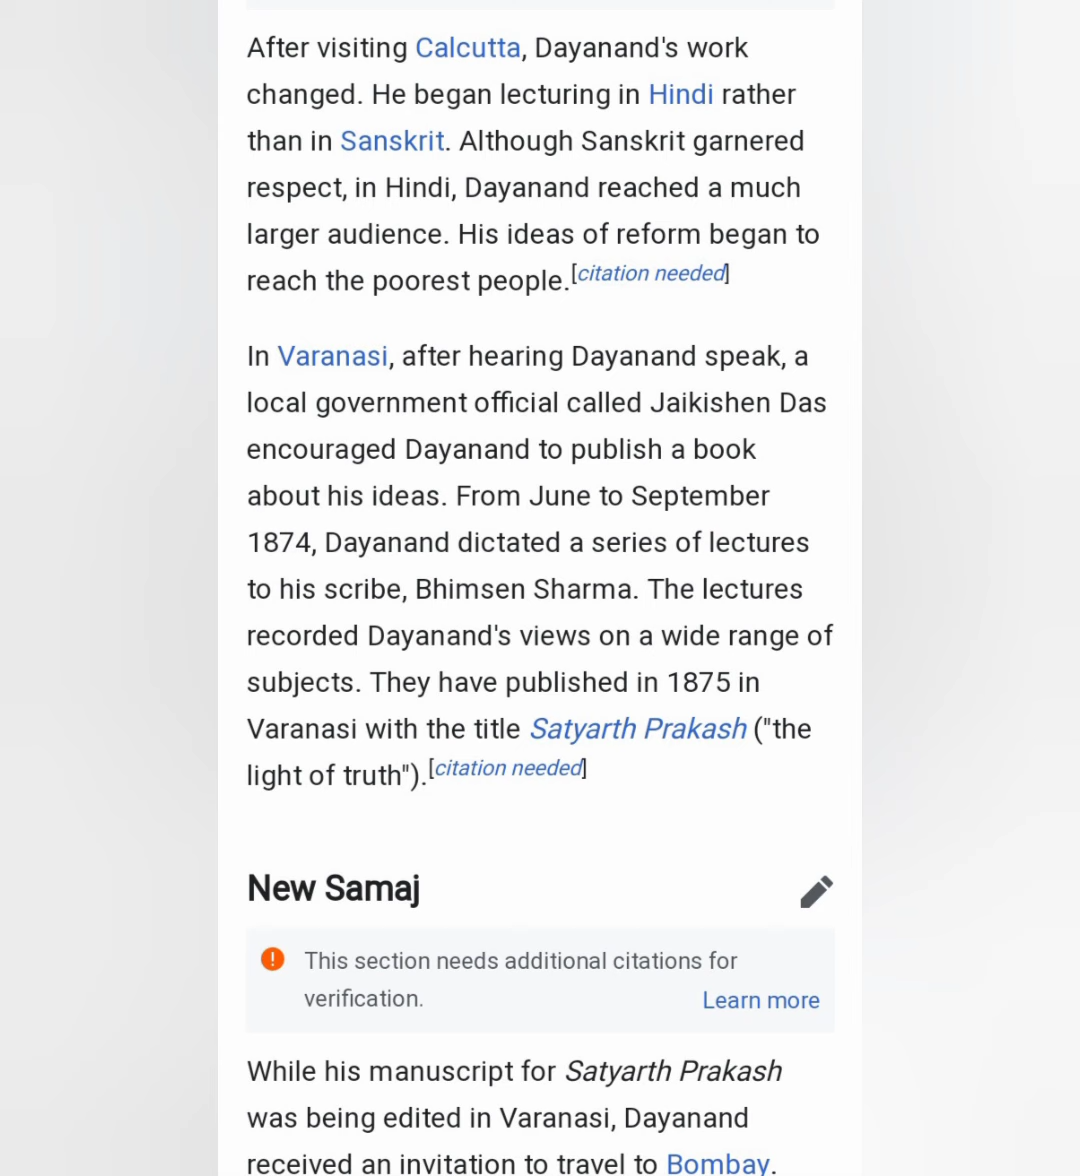 After visiting Calcutta, Dayanand's work
changed. He began lecturing in Hindi rather
than in Sanskrit. Although Sanskrit garnered
respect, in Hindi, Dayanand reached a much
larger audience. His ideas of reform began to
reach the poorest people.[citation needed]
In Varanasi, after hearing Dayanand speak, a
local government official called Jaikishen Das
encouraged Dayanand to publish a book
about his ideas. From June to September
1874, Dayanand dictated a series of lectures
to his scribe, Bhimsen Sharma. The lectures
recorded Dayanand's views on a wide range of
subjects. They have published in 1875 in
Varanasi with the title Satyarth Prakash ("the
light of truth").[citation needed]
New Samaj
This section needs additional citations for
verification. Learn more
While his manuscript for Satyarth Prakash
was being edited in Varanasi, Dayanand
received an invitation to travel to Bombay.